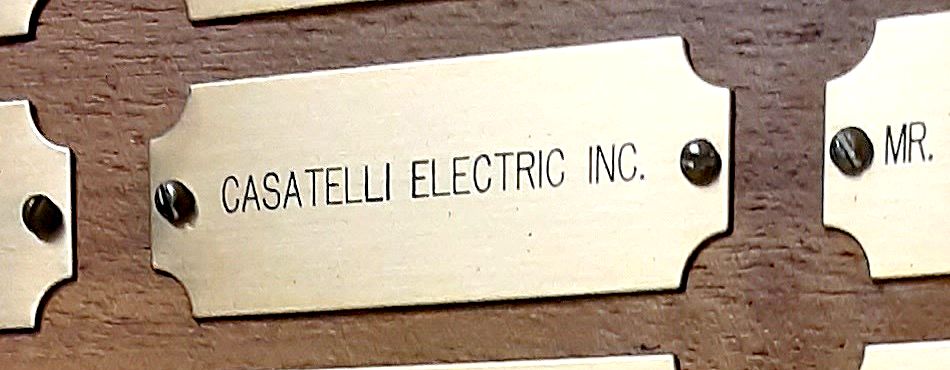 CASATELLI ELECTRIC INC.
MR.